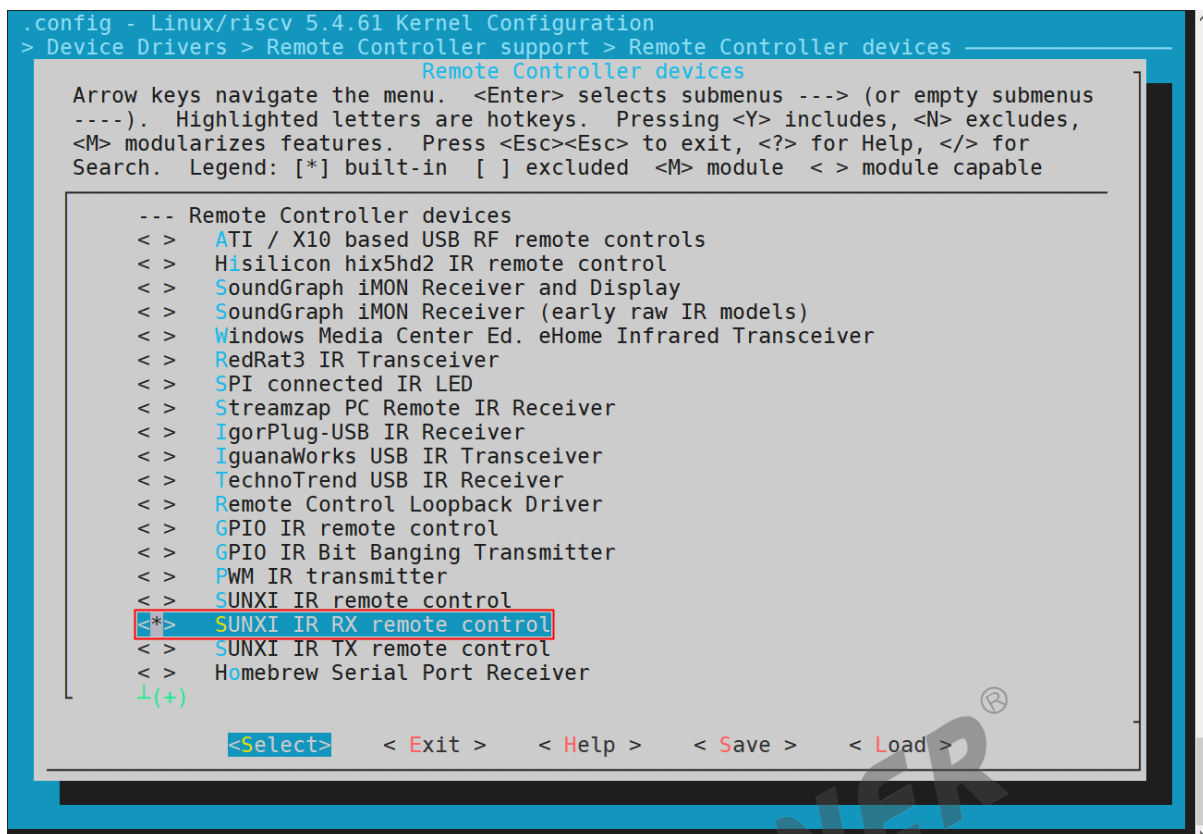 .config - Linux/riscv 5.4.61 Kernel Configuration
> Device Drivers > Remote Controller support > Remote Controller devices
Remote Controller devices
Arrow keys navigate the menu. <Enter> selects submenus ---> (or empty submenus
----). Highlighted letters are hotkeys. Pressing <Y> includes, <N> excludes,
<M> modularizes features. Press <Esc><Esc> to exit, <?> for Help, </> for
Search. Legend: [*] built-in [ ] excluded <M> module < > module capable
--- Remote Controller devices
< > ATI / X10 based USB RF remote controls
< > Hisilicon hix5hd2 IR remote control
< > SoundGraph iMON Receiver and Display
< > SoundGraph iMON Receiver (early raw IR models)
< > Windows Media Center Ed. eHome Infrared Transceiver
< > RedRat3 IR Transceiver
< > SPI connected IR LED
< > Streamzap PC Remote IR Receiver
< > IgorPlug-USB IR Receiver
< > IguanaWorks USB IR Transceiver
< > TechnoTrend USB IR Receiver
< > Remote Control Loopback Driver
< > GPIO IR remote control
< > GPIO IR Bit Banging Transmitter
< > PWM IR transmitter
< > SUNXI IR remote control
<*> SUNXI IR RX remote control
< > SUNXI IR TX remote control
< > Homebrew Serial Port Receiver
┴(+)
<Select> < Exit > < Help > < Save > < Load >